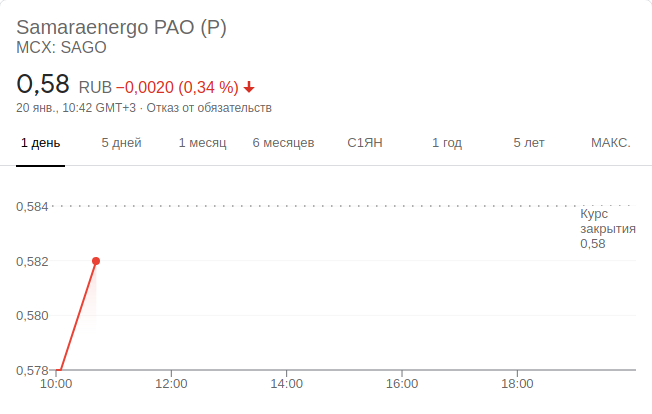 Samaraenergo PAO (P)
MCX: SAGO
0,58 RUB −0,0020 (0,34 %)
20 янв., 10:42 GMT+3 · Отказ от обязательств
1 день 5 дней 1 месяц 6 месяцев С1ЯН 1 год 5 лет МАКС.
0,584
Курс
закрытия
0,58
0,582
0,580
0,578
10:00 12:00 14:00 16:00 18:00